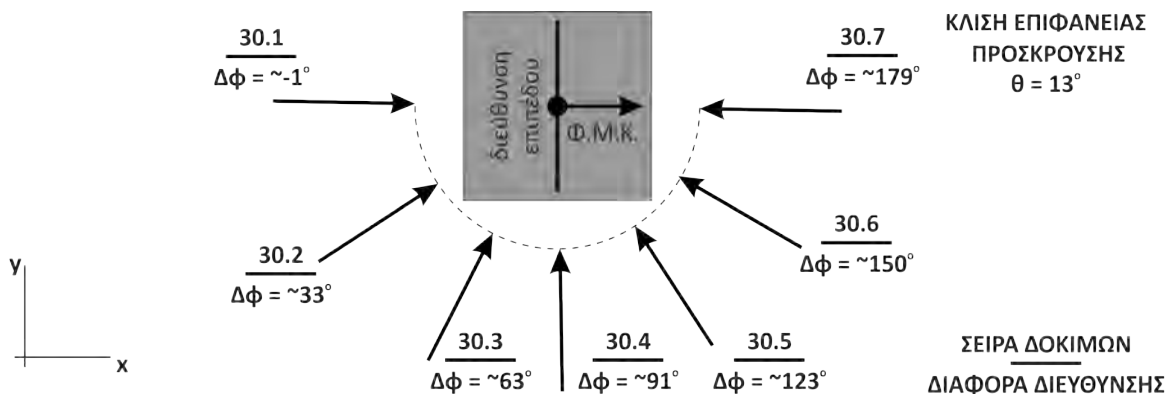 30.1
Δφ = ~-1°
διεύθυνση
επιπέδου
Φ.Μ.Κ.
30.7
Δφ = ~179°
ΚΛΙΣΗ ΕΠΙΦΑΝΕΙΑΣ
ΠΡΟΣΚΡΟΥΣΗΣ
θ = 13°
30.2
Δφ = ~33°
30.6
Δφ = ~150°
y
x
30.3
Δφ = ~63°
30.4
Δφ = ~91°
30.5
Δφ = ~123°
ΣΕΙΡΑ ΔΟΚΙΜΩΝ
ΔΙΑΦΟΡΑ ΔΙΕΥΘΥΝΣΗΣ